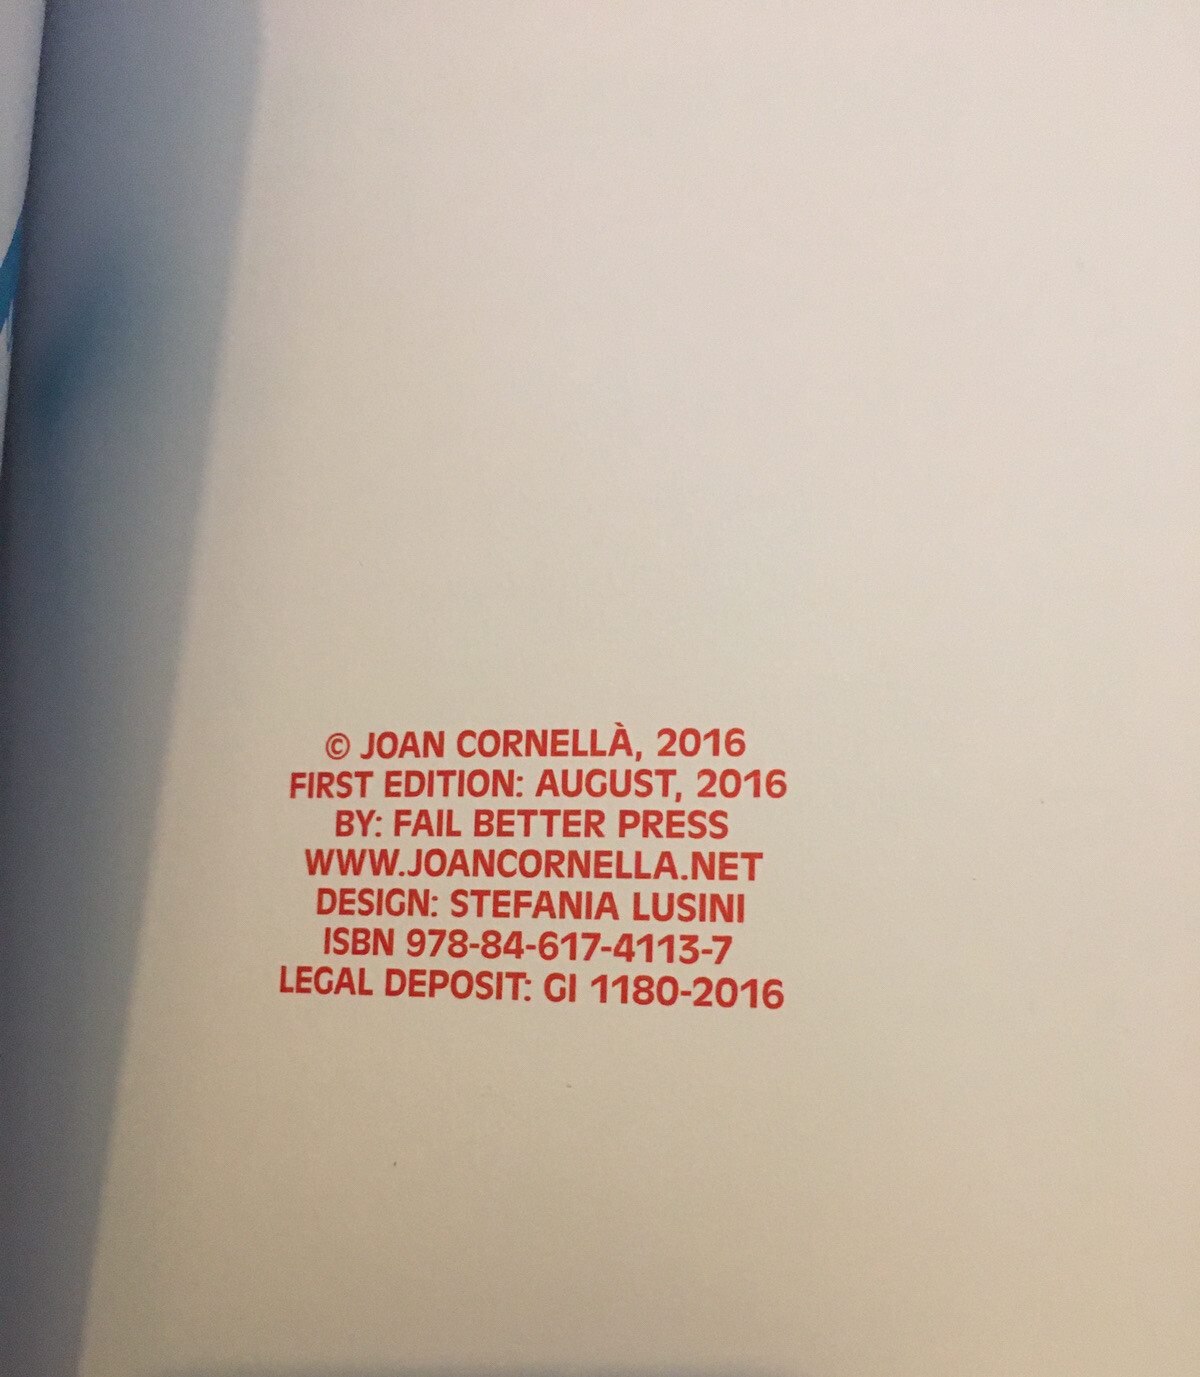 © JOAN CORNELLÀ, 2016
FIRST EDITION: AUGUST, 2016
BY: FAIL BETTER PRESS
WWW.JOANCORNELLA.NET
DESIGN: STEFANIA LUSINI
ISBN 978-84-617-4113-7
LEGAL DEPOSIT: GI 1180-2016